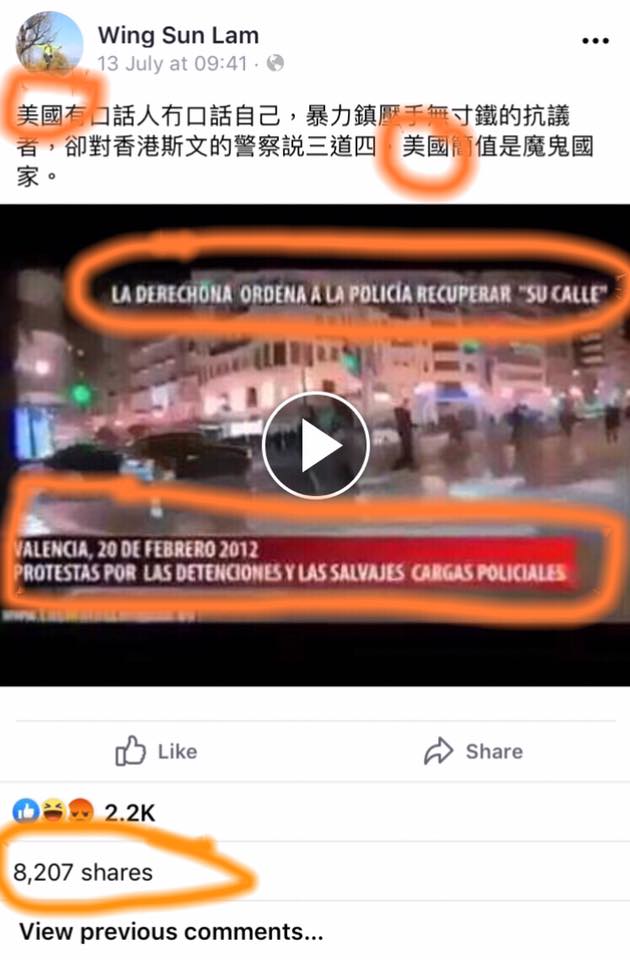 Wing Sun Lam
13 July at 09:41 ·
美國有口話人冇口話自己，暴力鎮壓手無寸鐵的抗議
者，卻對香港斯文的警察説三道四，美國簡值是魔鬼國
家。
LA DERECHONA ORDENA A LA POLICÍA RECUPERAR "SU CALLE"
VALENCIA, 20 DE FEBRERO 2012
PROTESTAS POR LAS DETENCIONES Y LAS SALVAJES CARGAS POLICIALES
Like
Share
2.2K
8,207 shares
View previous comments...